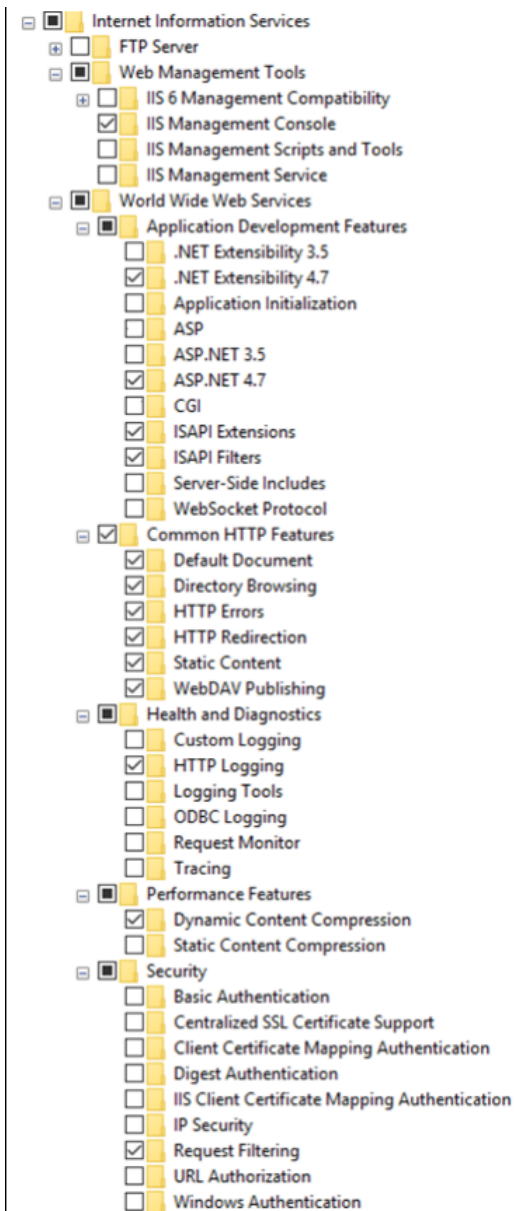 Internet Information Services
FTP Server
Web Management Tools
IIS 6 Management Compatibility
IIS Management Console
IIS Management Scripts and Tools
IIS Management Service
World Wide Web Services
Application Development Features
.NET Extensibility 3.5
.NET Extensibility 4.7
Application Initialization
ASP
ASP.NET 3.5
ASP.NET 4.7
CGI
ISAPI Extensions
ISAPI Filters
Server-Side Includes
WebSocket Protocol
Common HTTP Features
Default Document
Directory Browsing
HTTP Errors
HTTP Redirection
Static Content
WebDAV Publishing
Health and Diagnostics
Custom Logging
HTTP Logging
Logging Tools
ODBC Logging
Request Monitor
Tracing
Performance Features
Dynamic Content Compression
Static Content Compression
Security
Basic Authentication
Centralized SSL Certificate Support
Client Certificate Mapping Authentication
Digest Authentication
IIS Client Certificate Mapping Authentication
IP Security
Request Filtering
URL Authorization
Windows Authentication